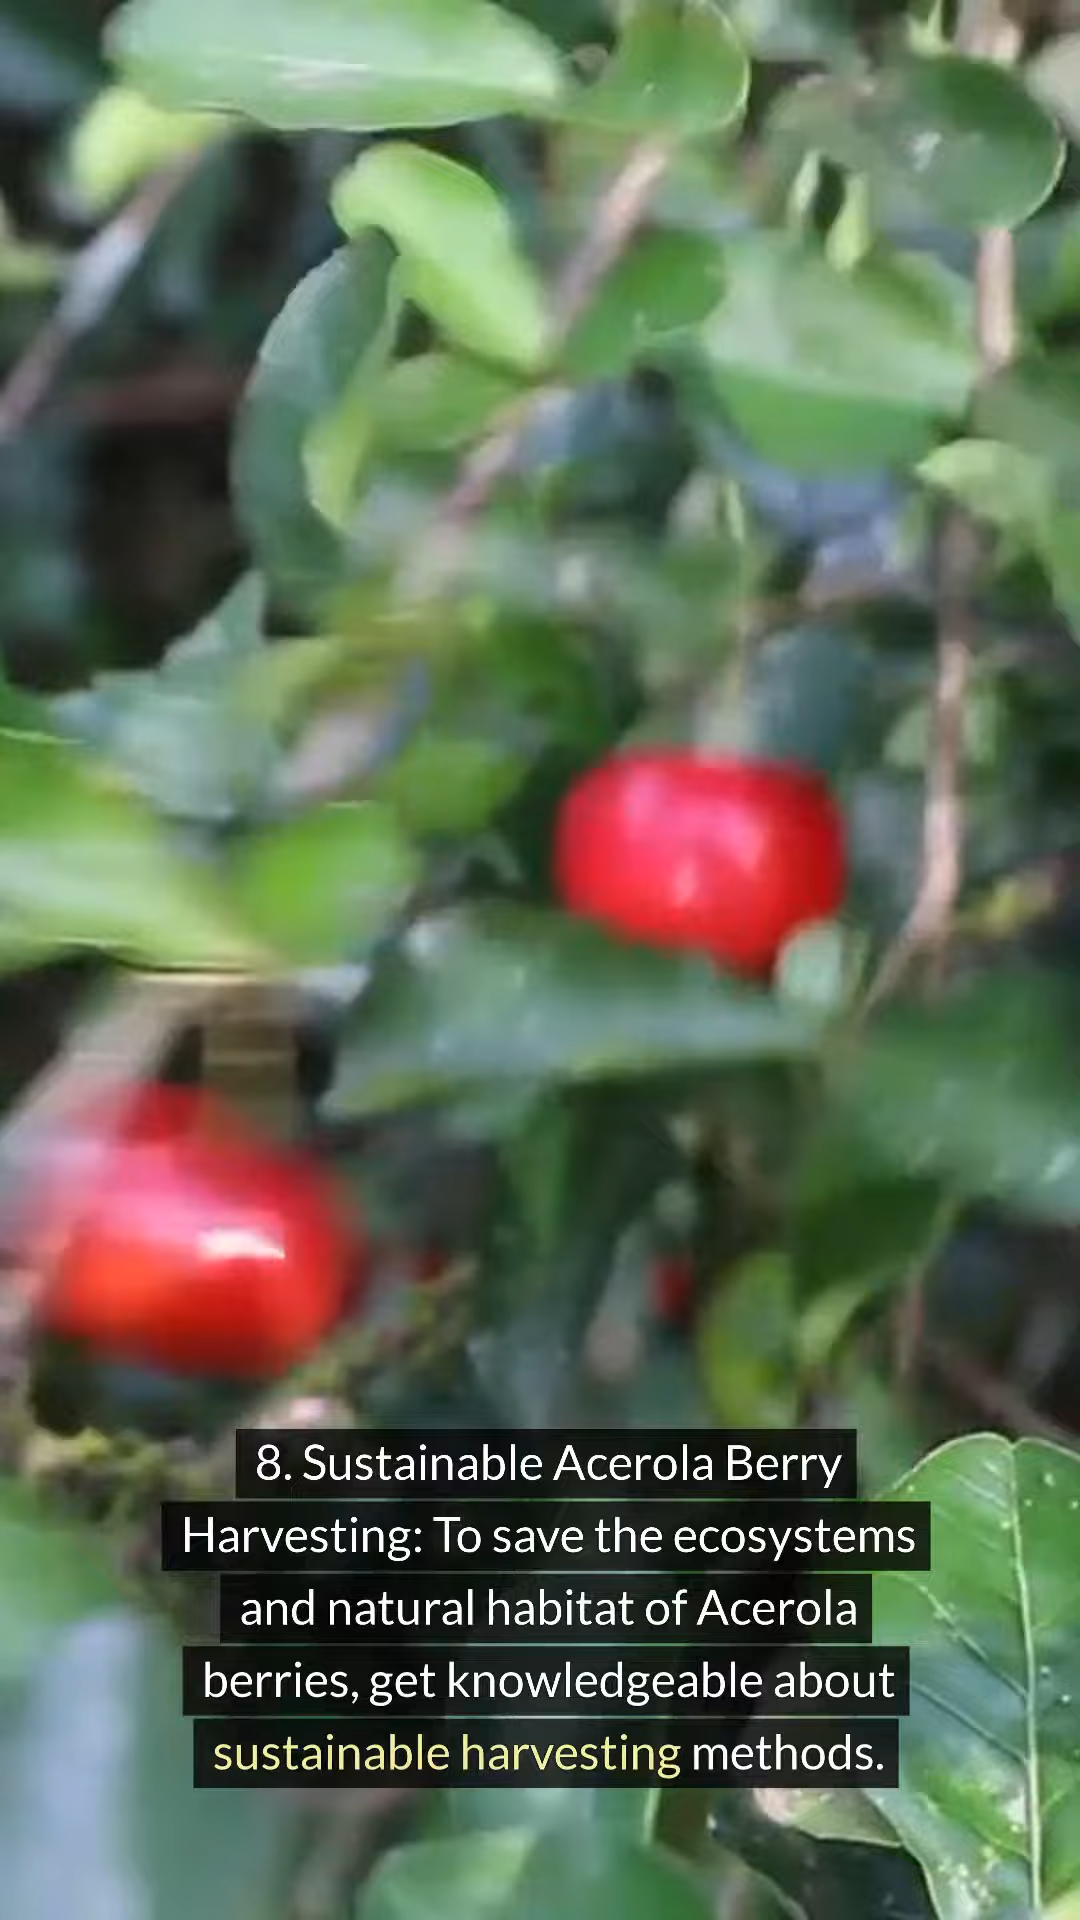 8. Sustainable Acerola Berry
Harvesting: To save the ecosystems
and natural habitat of Acerola
berries, get knowledgeable about
sustainable harvesting methods.